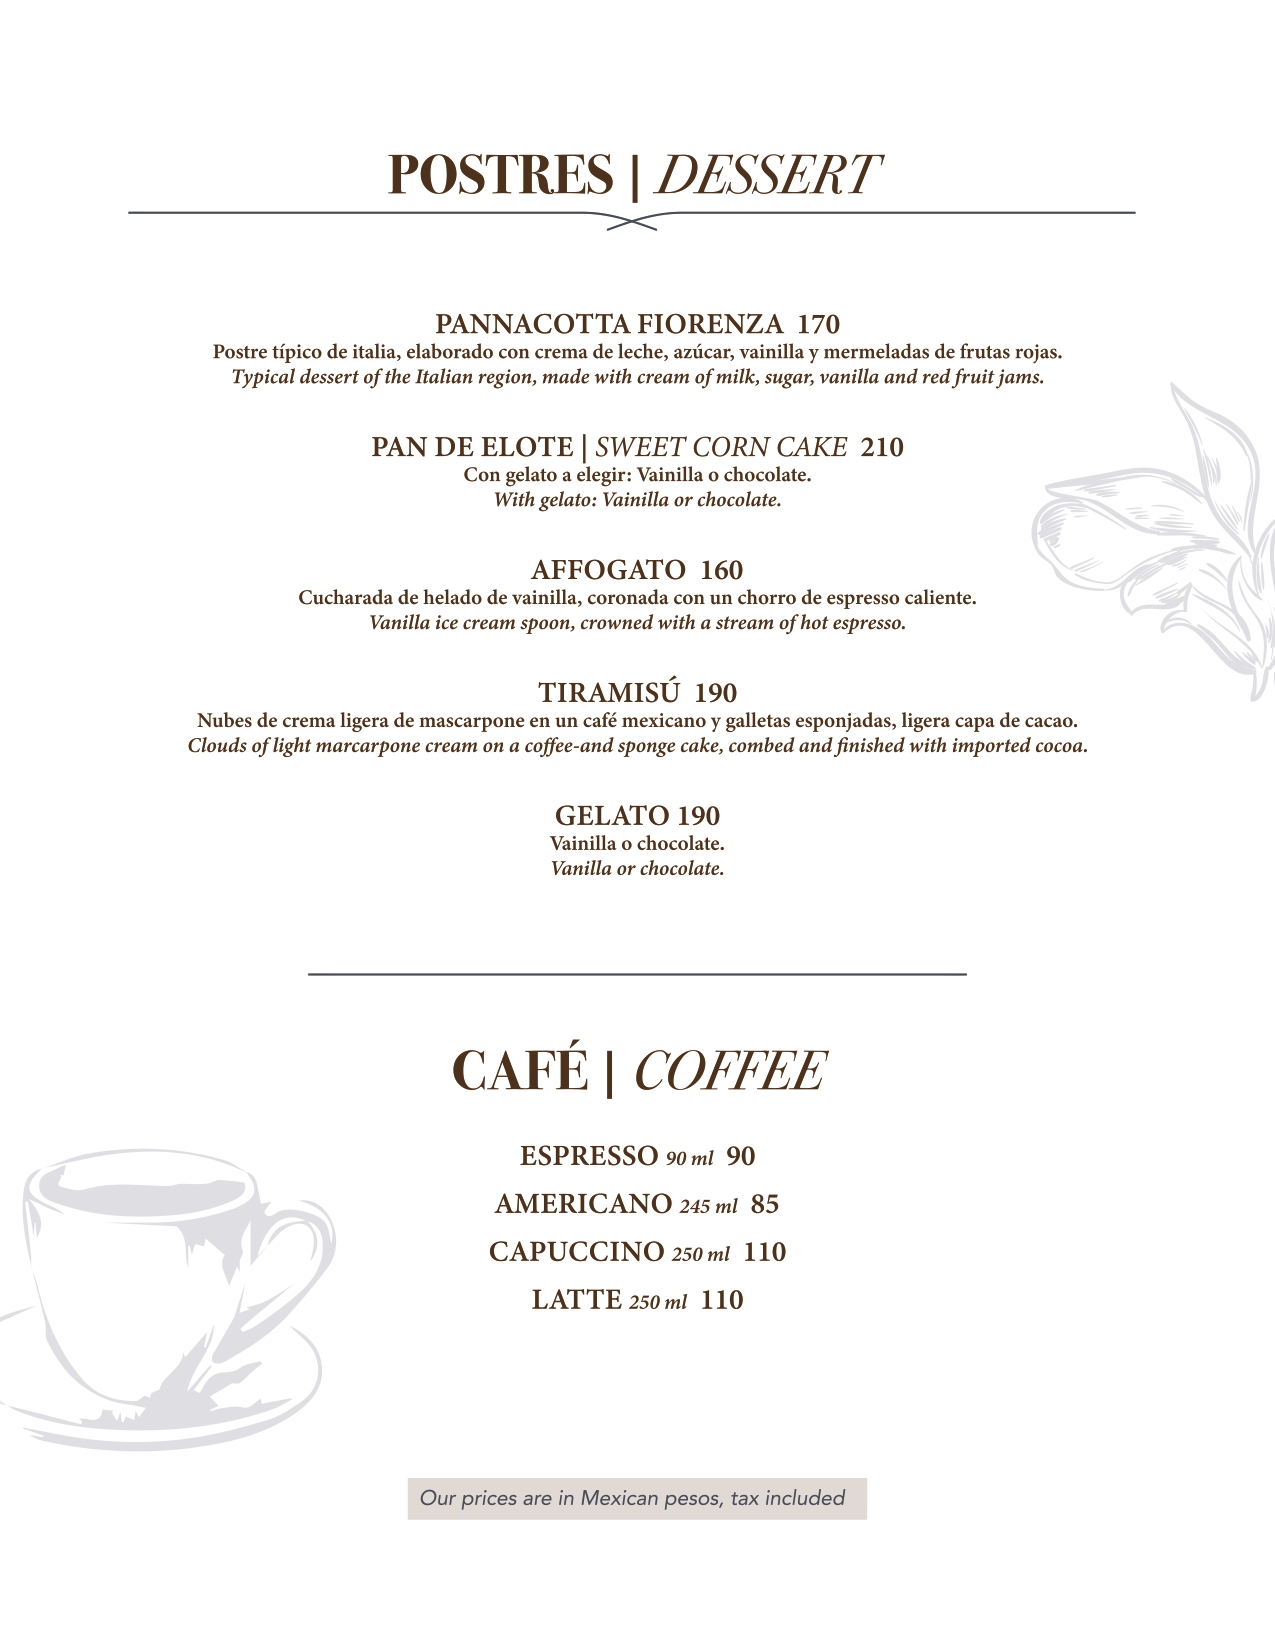 POSTRES | DESSERT
PANNACOTTA FIORENZA 170
Postre típico de italia, elaborado con crema de leche, azúcar, vainilla y mermeladas de frutas rojas.
Typical dessert of the Italian region, made with cream of milk, sugar, vanilla and red fruit jams.
PAN DE ELOTE | SWEET CORN CAKE 210
Con gelato a elegir: Vainilla o chocolate.
With gelato: Vainilla or chocolate.
AFFOGATO 160
Cucharada de helado de vainilla, coronada con un chorro de espresso caliente.
Vanilla ice cream spoon, crowned with a stream of hot espresso.
TIRAMISÚ 190
Nubes de crema ligera de mascarpone en un café mexicano y galletas esponjadas, ligera capa de cacao.
Clouds of light marcarpone cream on a coffee-and sponge cake, combed and finished with imported cocoa.
GELATO 190
Vainilla o chocolate.
Vanilla or chocolate.
CAFÉ | COFFEE
ESPRESSO 90 ml 90
AMERICANO 245 ml 85
CAPUCCINO 250 ml 110
LATTE 250 ml 110
Our prices are in Mexican pesos, tax included